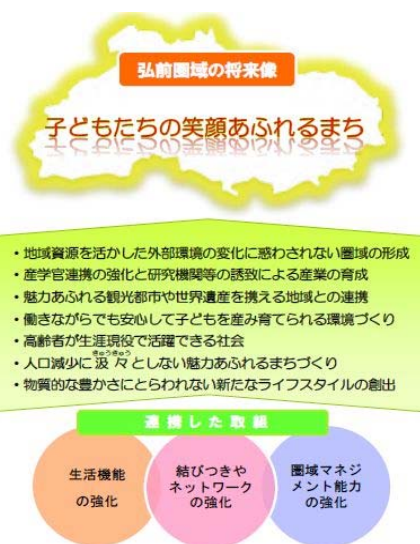 弘前圏域の将来像
子どもたちの笑顔あふれるまち
・地域資源を活かした外部環境の変化に惑わされない圏域の形成
・産学官連携の強化と研究機関等の誘致による産業の育成
・魅力あふれる観光都市や世界遺産を携える地域との連携
・働きながらでも安心して子どもを産み育てられる環境づくり
・高齢者が生涯現役で活躍できる社会
きゅうきゅう
・人口減少に汲々としない魅力あふれるまちづくり
・物質的な豊かさにとらわれない新たなライフスタイルの創出
連携した取組
生活機能
の強化
結びつきや
ネットワーク
の強化
圏域マネジ
メント能力
の強化